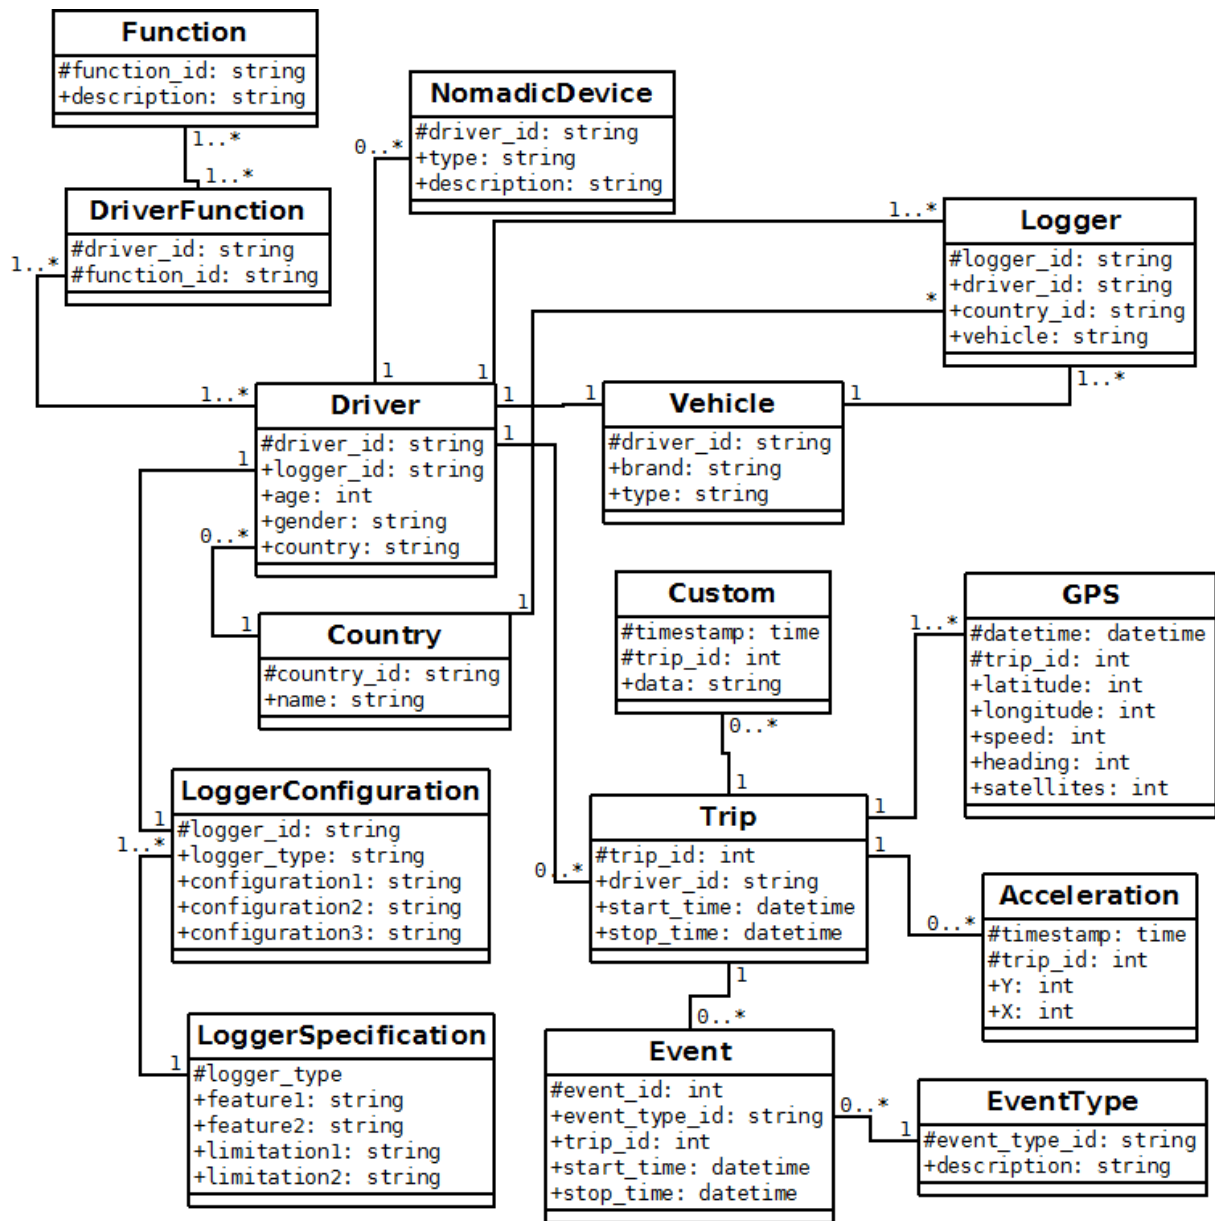 Function
#function_id: string
+description: string
1..*
1..*
DriverFunction
#driver_id: string
#function_id: string
1..*
1..*
NomadicDevice
#driver_id: string
+type: string
+description: string
0..*
1
Logger
#logger_id: string
+driver_id: string
+country_id: string
+vehicle: string
1..*
1
*
1
1..*
1
Driver
#driver_id: string
+logger_id: string
+age: int
+gender: string
+country: string
1
1
1
0..*
Vehicle
#driver_id: string
+brand: string
+type: string
1
0..*
1
Country
#country_id: string
+name: string
Custom
#timestamp: time
#trip_id: int
+data: string
0..*
1
GPS
#datetime: datetime
#trip_id: int
+latitude: int
+longitude: int
+speed: int
+heading: int
+satellites: int
1..*
1
LoggerConfiguration
#logger_id: string
+logger_type: string
+configuration1: string
+configuration2: string
+configuration3: string
1
1..*
1
Trip
#trip_id: int
+driver_id: string
+start_time: datetime
+stop_time: datetime
1
0..*
Acceleration
#timestamp: time
#trip_id: int
+Y: int
+X: int
LoggerSpecification
#logger_type
+feature1: string
+feature2: string
+limitation1: string
+limitation2: string
1
0..*
Event
#event_id: int
+event_type_id: string
+trip_id: int
+start_time: datetime
+stop_time: datetime
0..*
1
EventType
#event_type_id: string
+description: string